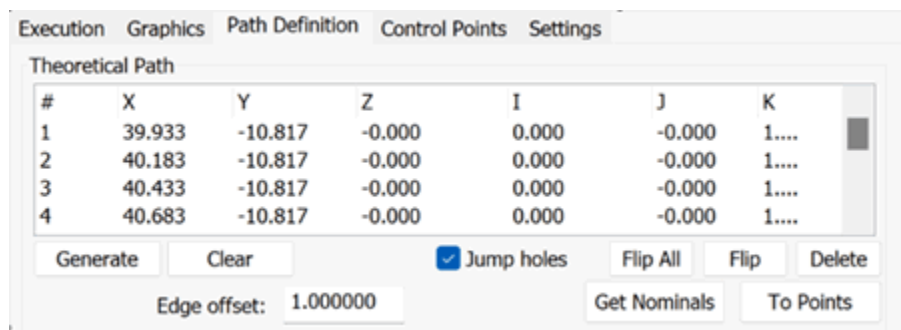 Execution Graphics Path Definition Control Points Settings
Theoretical Path
# X Y Z I J K
1 39.933 -10.817 -0.000 0.000 -0.000 1....
2 40.183 -10.817 -0.000 0.000 -0.000 1....
3 40.433 -10.817 -0.000 0.000 -0.000 1....
4 40.683 -10.817 -0.000 0.000 -0.000 1....
Generate Clear Jump holes Flip All Flip Delete
Edge offset: 1.000000 Get Nominals To Points